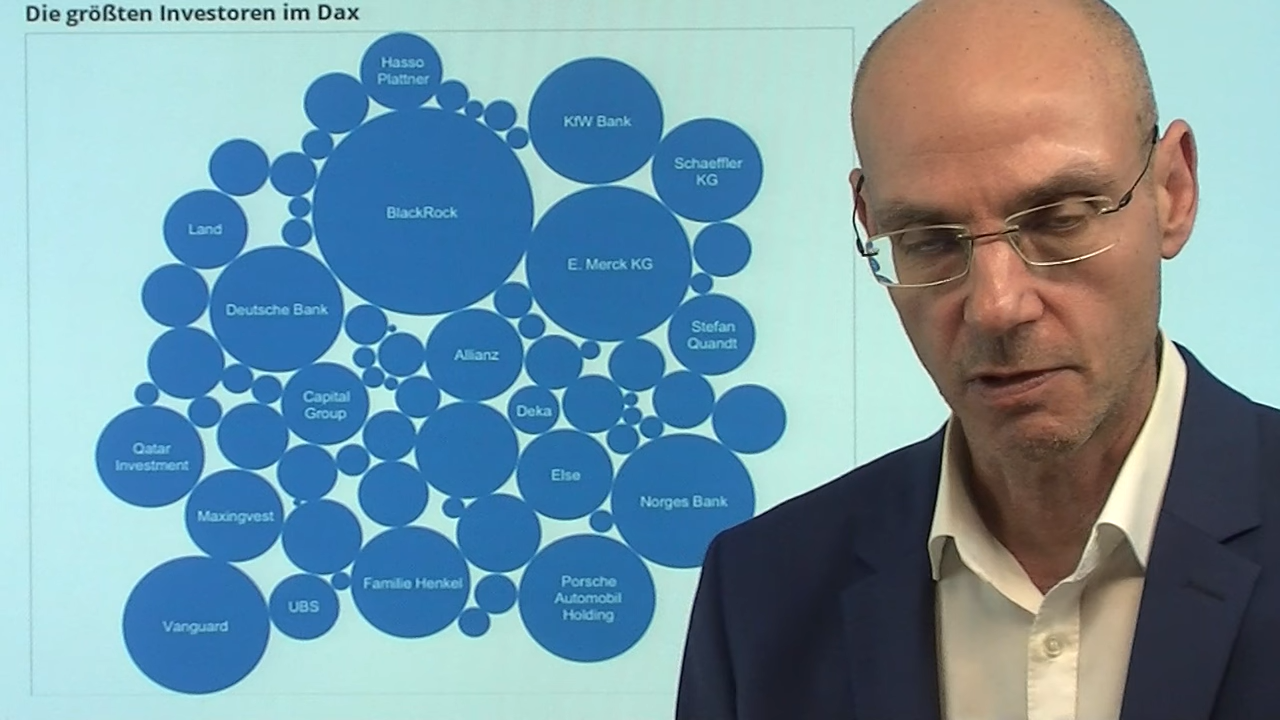 Die größten Investoren im Dax
Hasso
Plattner
KfW Bank
Schaeffler
KG
BlackRock
Land
E. Merck KG
Deutsche Bank
Stefan
Quandt
Allianz
Capital
Group
Deka
Qatar
Investment
Else
Norges Bank
Maxingvest
Familie Henkel
Porsche
Automobil
Holding
UBS
Vanguard